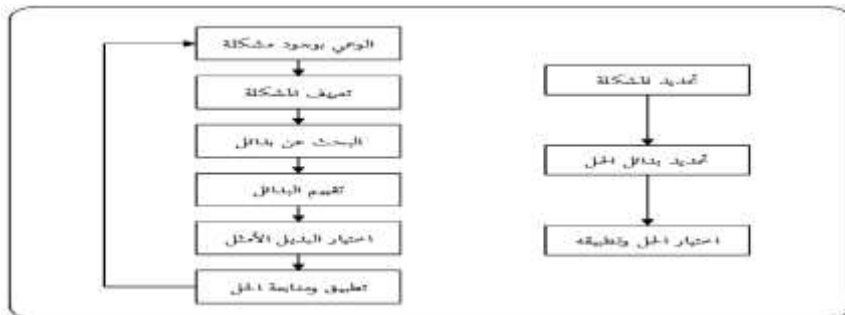 الوعي بوجود مشكلة
تعريف المشكلة
البحث عن بدائل
تقييم البدائل
اختيار البديل الأمثل
تطبيق ومتابعة الحل
تحديد المشكلة
تحديد بدائل الحل
اختيار الحل وتطبيقه